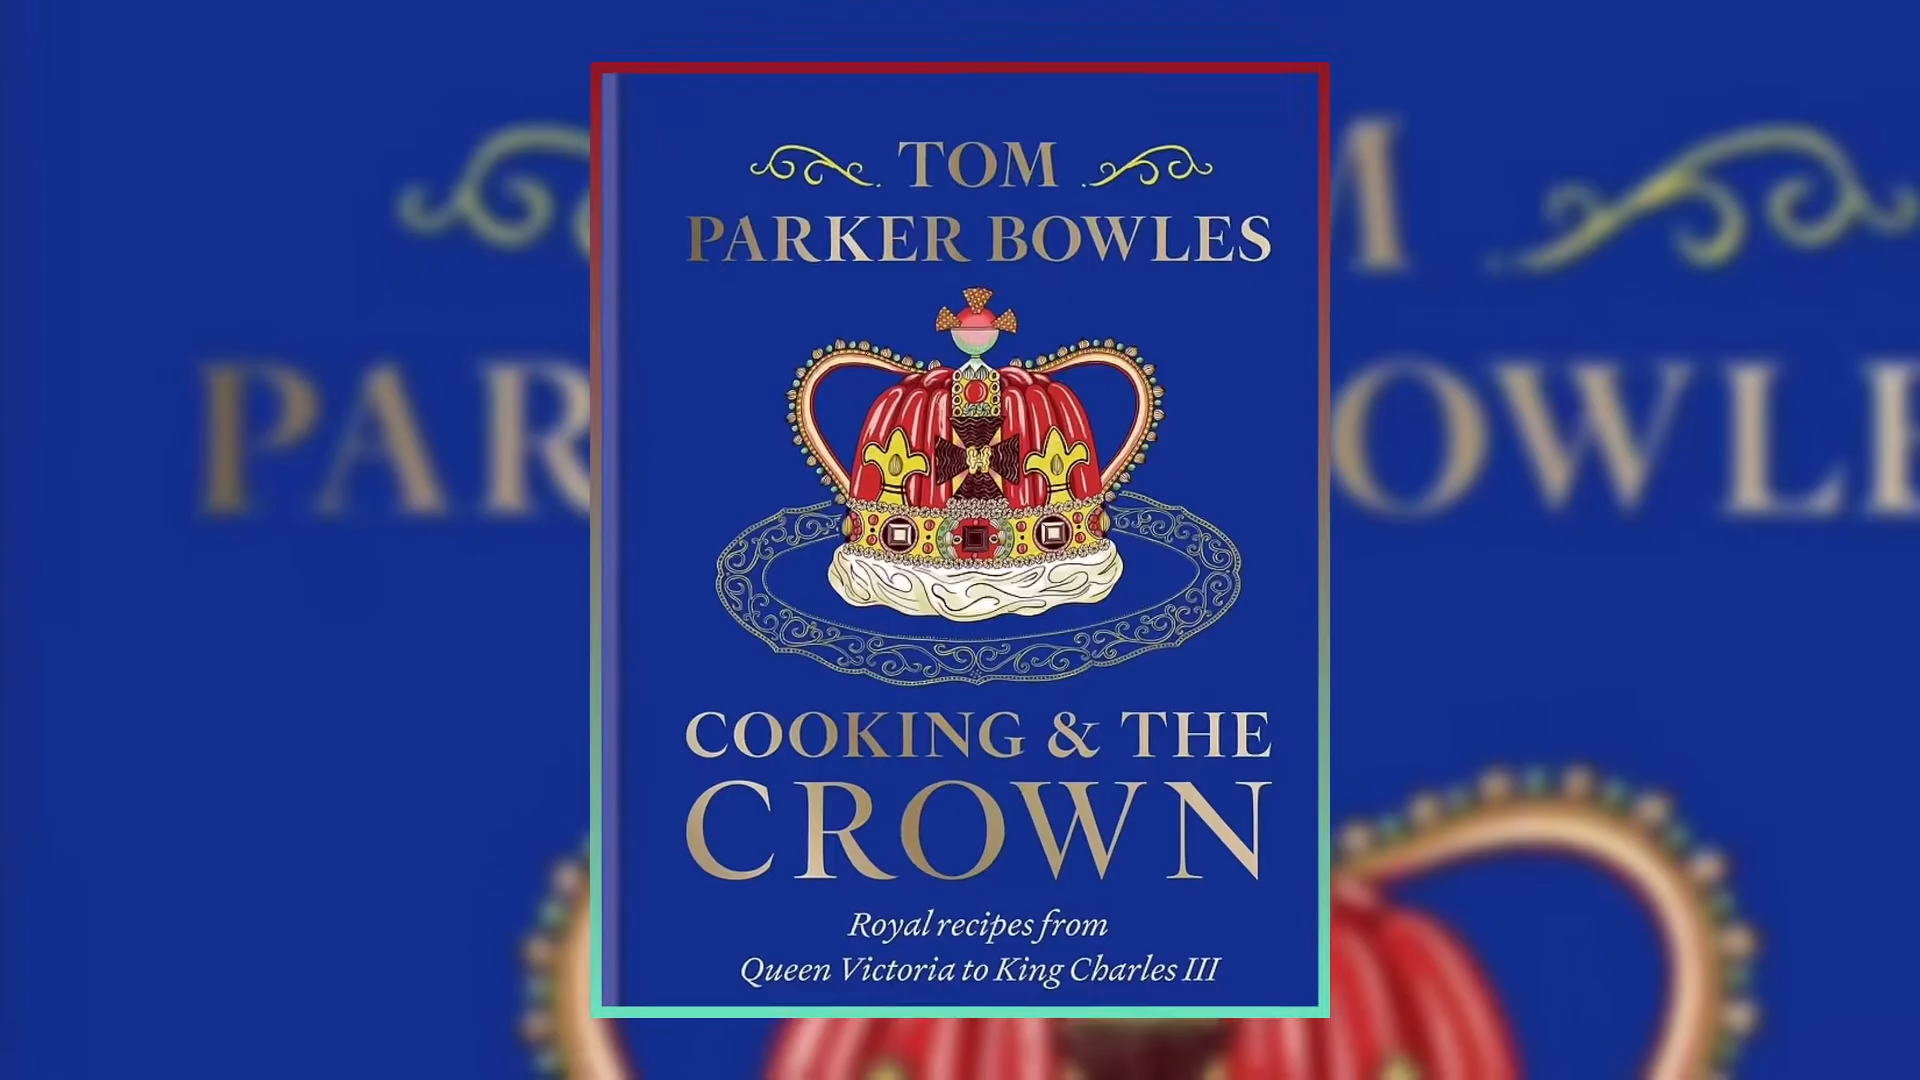 TOM
PARKER BOWLES
COOKING & THE
CROWN
Royal recipes from
Queen Victoria to King Charles III